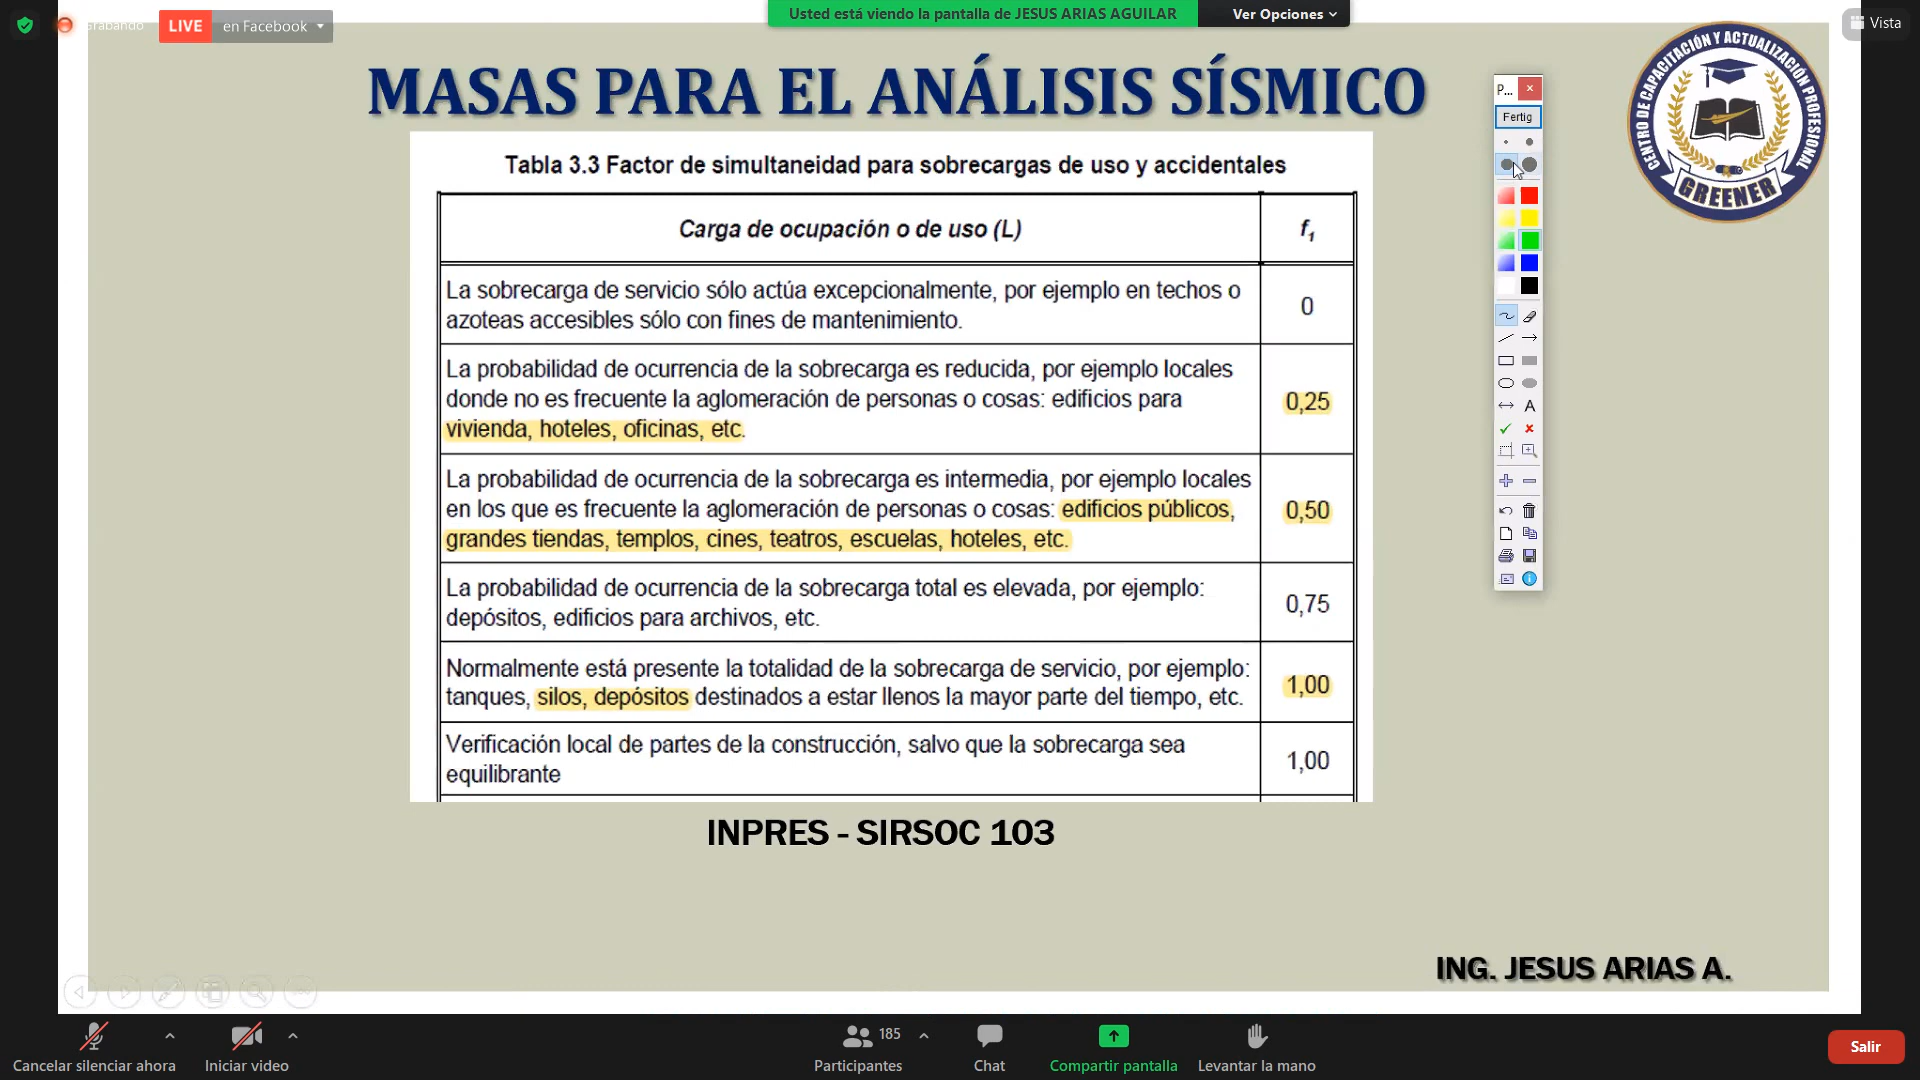 Grabando
LIVE en Facebook
Usted está viendo la pantalla de JESUS ARIAS AGUILAR
Ver Opciones
Vista
MASAS PARA EL ANÁLISIS SÍSMICO
CENTRO DE CAPACITACIÓN Y ACTUALIZACIÓN PROFESIONAL
GREENER
P...
Fertig
A
Tabla 3.3 Factor de simultaneidad para sobrecargas de uso y accidentales
Carga de ocupación o de uso (L) f1
La sobrecarga de servicio sólo actúa excepcionalmente, por ejemplo en techos o
azoteas accesibles sólo con fines de mantenimiento.
0
La probabilidad de ocurrencia de la sobrecarga es reducida, por ejemplo locales
donde no es frecuente la aglomeración de personas o cosas: edificios para
vivienda, hoteles, oficinas, etc.
0,25
La probabilidad de ocurrencia de la sobrecarga es intermedia, por ejemplo locales
en los que es frecuente la aglomeración de personas o cosas: edificios públicos,
grandes tiendas, templos, cines, teatros, escuelas, hoteles, etc.
0,50
La probabilidad de ocurrencia de la sobrecarga total es elevada, por ejemplo:
depósitos, edificios para archivos, etc.
0,75
Normalmente está presente la totalidad de la sobrecarga de servicio, por ejemplo:
tanques, silos, depósitos destinados a estar llenos la mayor parte del tiempo, etc.
1,00
Verificación local de partes de la construcción, salvo que la sobrecarga sea
equilibrante
1,00
INPRES - SIRSOC 103
ING. JESUS ARIAS A.
Cancelar silenciar ahora
Iniciar video
185
Participantes
Chat
Compartir pantalla
Levantar la mano
Salir